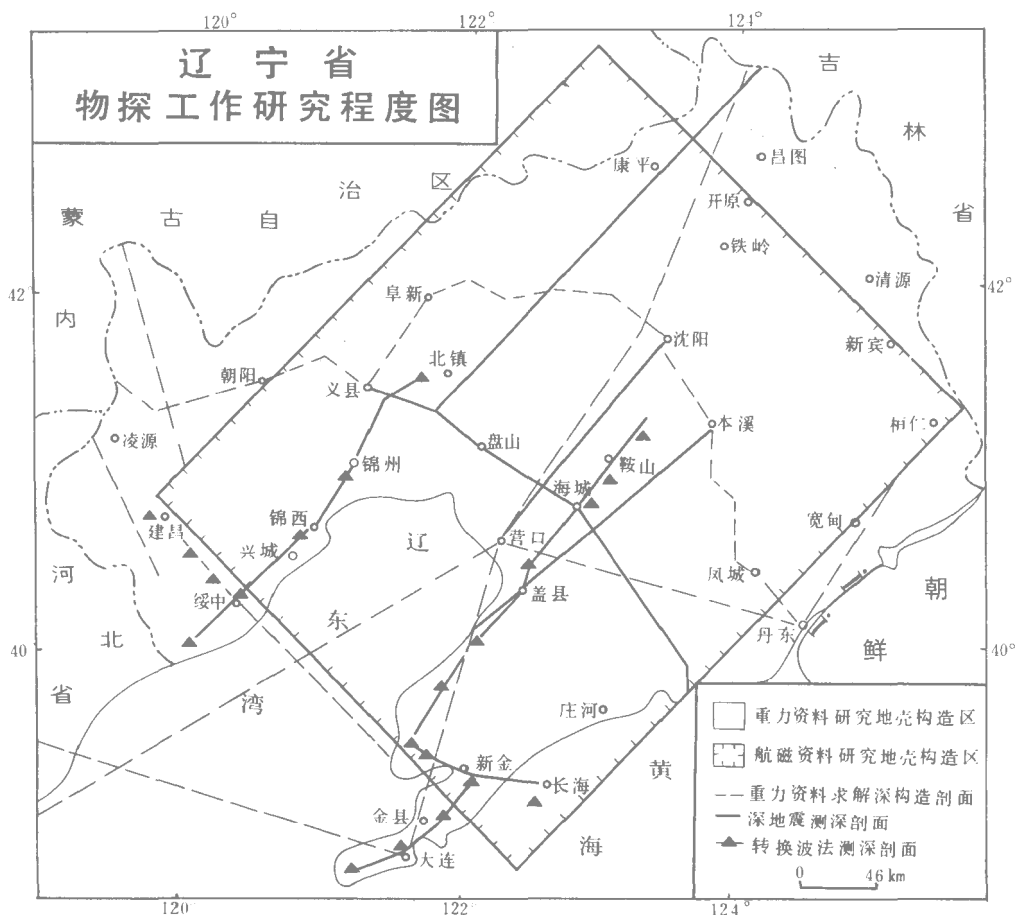 120°
122°
124°
辽宁省
物探工作研究程度图
吉
林
省
昌图
康平
区
治
自
古
蒙
开原
铁岭
清源
42°
42°
内
阜新
沈阳
新宾
北镇
朝阳
义县
桓仁
本溪
凌源
盘山
鞍山
锦州
海城
宽甸
建昌
锦西
辽
营口
兴城
河
凤城
朝
盖县
绥中
东
丹东
北
鲜
40°
40°
省
湾
庄河
重力资料研究地壳构造区
航磁资料研究地壳构造区
新金
黄
长海
重力资料求解深构造剖面
金县
深地震测深剖面
海
转换波法测深剖面
大连
0 46km
120
122°
124°